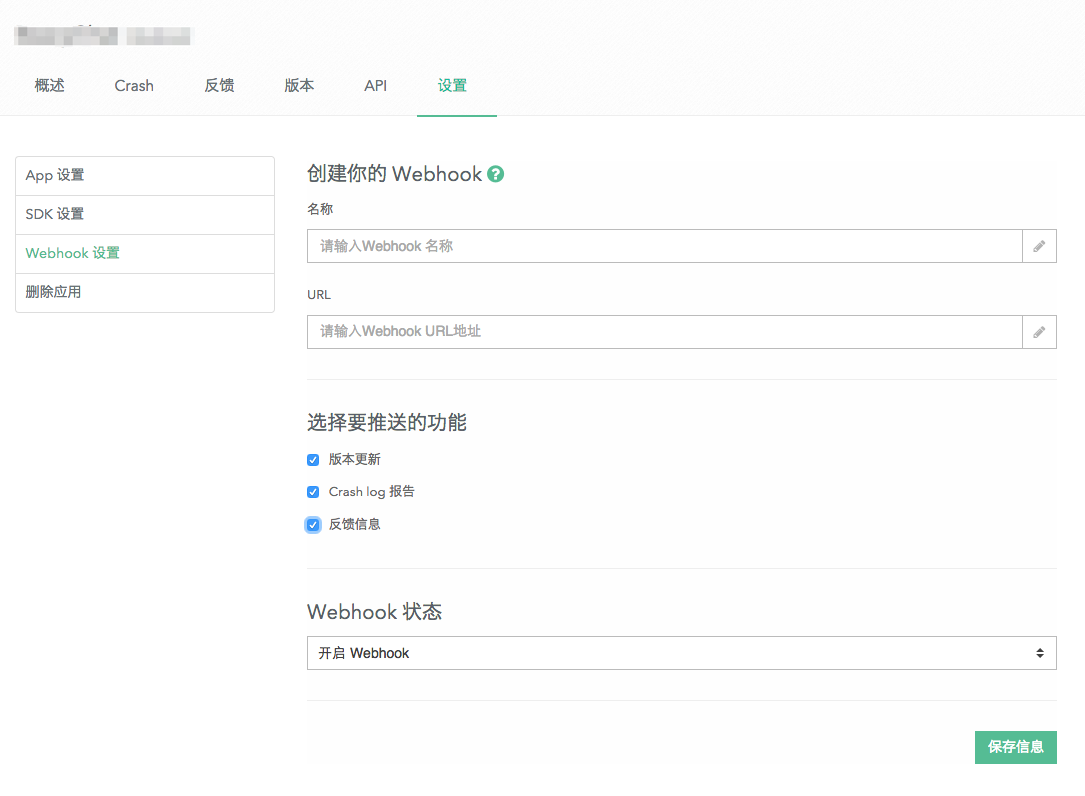 概述
Crash
反馈
版本
API
设置
App 设置
SDK 设置
Webhook 设置
删除应用
创建你的 Webhook ?
名称
请输入Webhook 名称
URL
请输入Webhook URL地址
选择要推送的功能
版本更新
Crash log 报告
反馈信息
Webhook 状态
开启 Webhook
保存信息